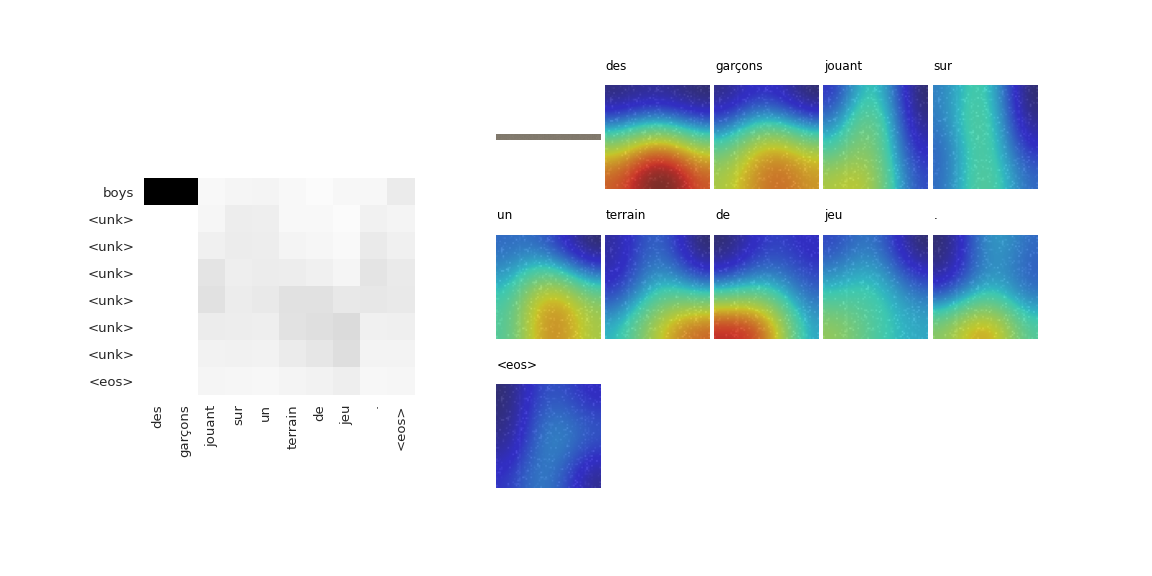 boys
<unk>
<unk>
<unk>
<unk>
<unk>
<unk>
<eos>
des garçons jouant sur un terrain de jeu . <eos>
des garçons jouant sur
un terrain de jeu .
<eos>